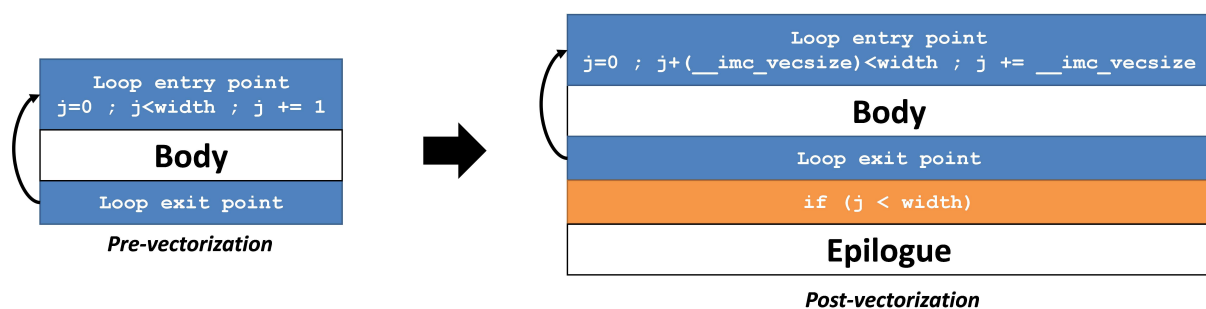 Loop entry point
j=0 ; j<width ; j += 1
Body
Loop exit point
Pre-vectorization
Loop entry point
j=0 ; j+(__imc_vecsize)<width ; j += __imc_vecsize
Body
Loop exit point
if (j < width)
Epilogue
Post-vectorization